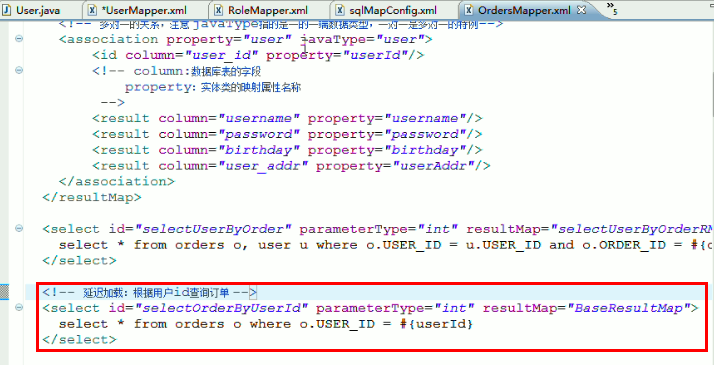 User.java *UserMapper.xml RoleMapper.xml sqlMapConfig.xml OrdersMapper.xml »5
<!-- 多对一的关系，注意 javaType指的是一的一端数据类型，一对一是多对一的特例-->
<association property="user" javaType="user">
<id column="user_id" property="userId"/>
<!-- column:数据库表的字段
property：实体类的映射属性名称
-->
<result column="username" property="username"/>
<result column="password" property="password"/>
<result column="birthday" property="birthday"/>
<result column="user_addr" property="userAddr"/>
</association>
</resultMap>
<select id="selectUserByOrder" parameterType="int" resultMap="selectUserByOrderRM
select * from orders o, user u where o.USER_ID = u.USER_ID and o.ORDER_ID = #{o
</select>
<!-- 延迟加载：根据用户id查询订单 -->
<select id="selectOrderByUserId" parameterType="int" resultMap="BaseResultMap">
select * from orders o where o.USER_ID = #{userId}
</select>